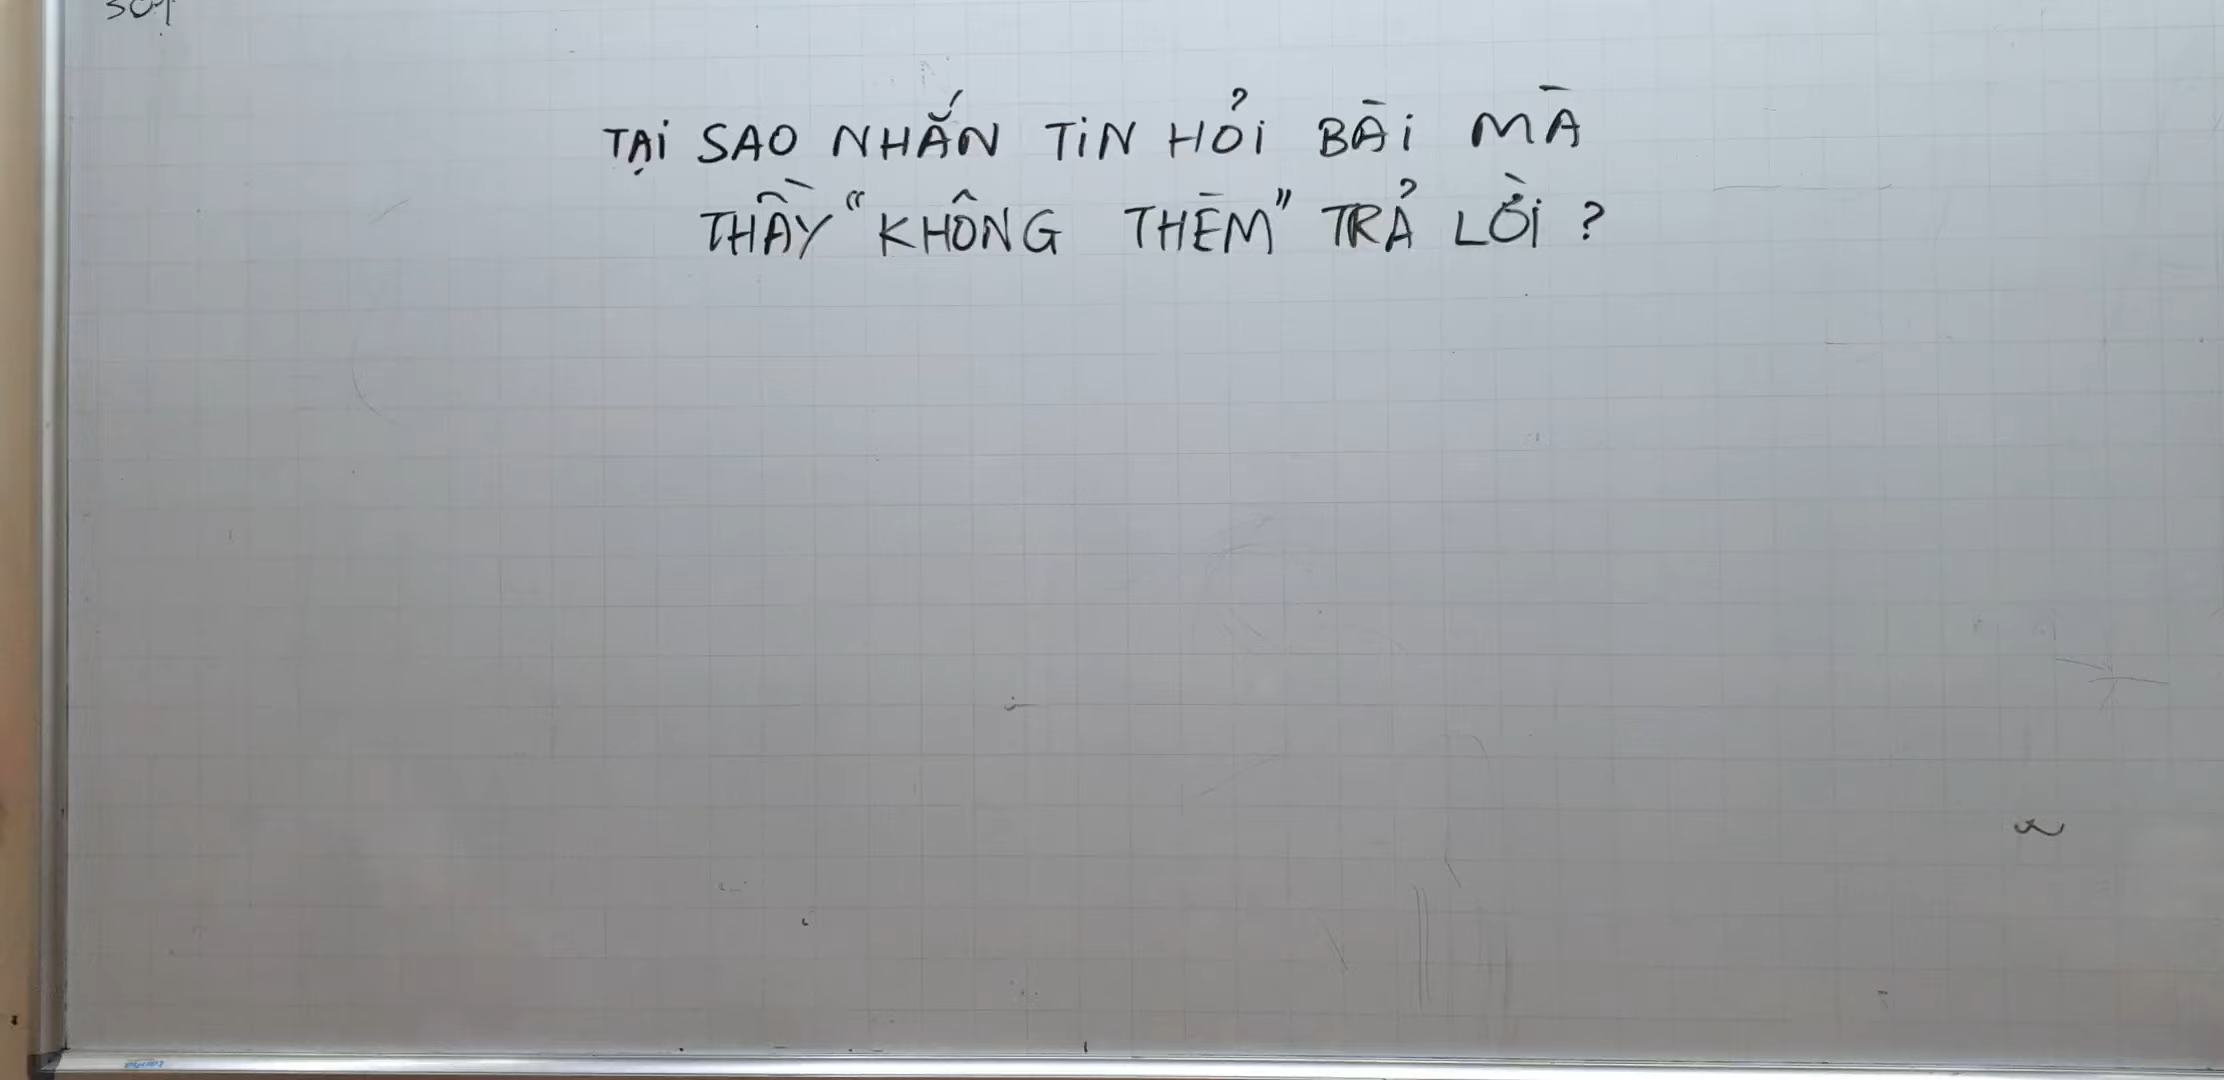 TẠI SAO NHẮN TIN HỎI BÀI MÀ
THẦY "KHÔNG THÈM" TRẢ LỜI ?